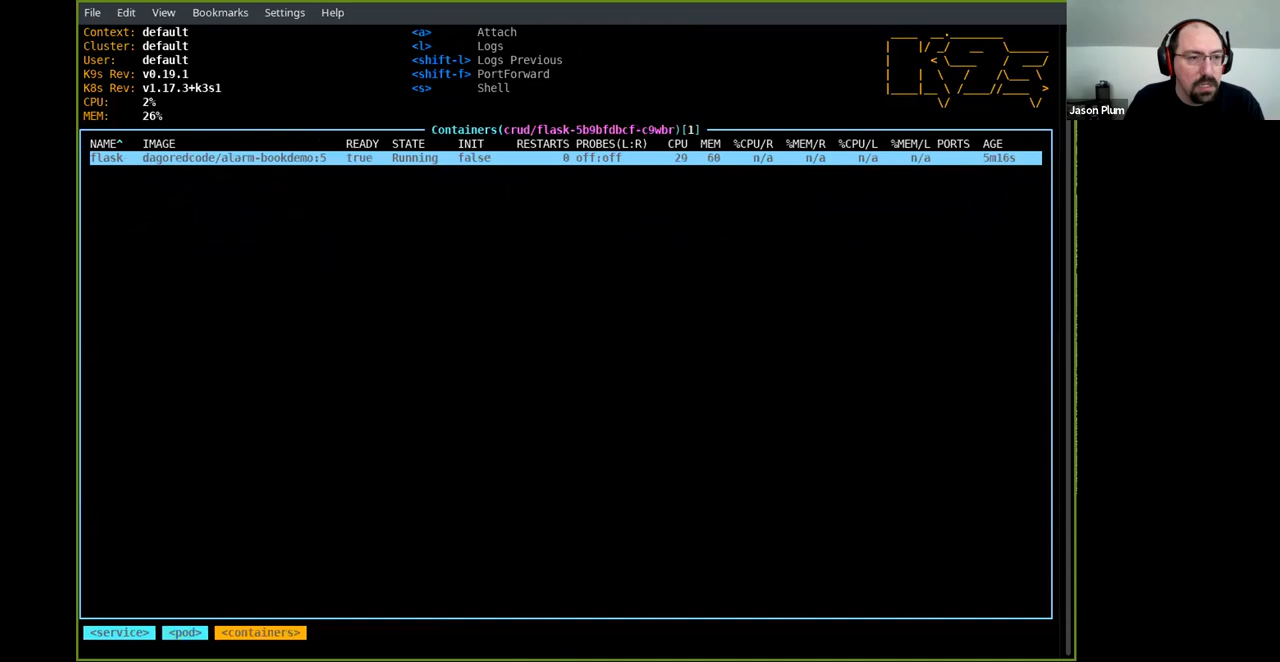 File Edit View Bookmarks Settings Help
Context: default <a> Attach
Cluster: default <l> Logs
User: default <shift-l> Logs Previous
K9s Rev: v0.19.1 <shift-f> PortForward
K8s Rev: v1.17.3+k3s1 <s> Shell
CPU: 2%
MEM: 26%
Jason Plum
Containers(crud/flask-5b9bfdbcf-c9wbr)[1]
NAME^ IMAGE READY STATE INIT RESTARTS PROBES(L:R) CPU MEM %CPU/R %MEM/R %CPU/L %MEM/L PORTS AGE
flask dagoredcode/alarm-bookdemo:5 true Running false 0 off:off 29 60 n/a n/a n/a n/a 5m16s
<service> <pod> <containers>